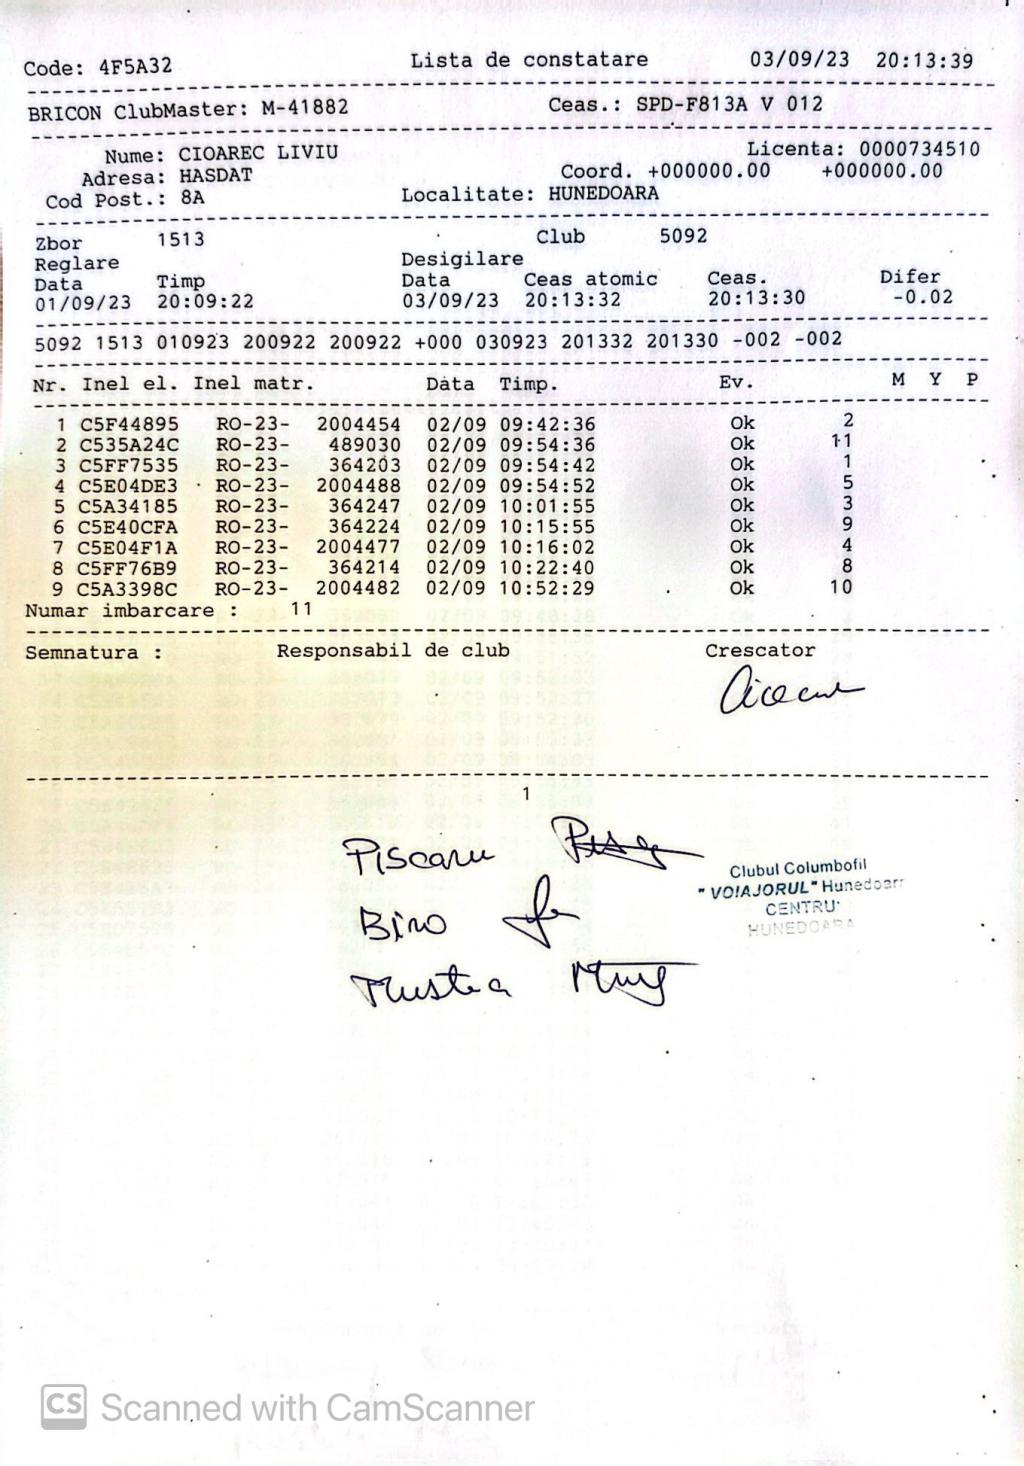 Code: 4F5A32 Lista de constatare 03/09/23 20:13:39
BRICON ClubMaster: M-41882 Ceas.: SPD-F813A V 012
Nume: CIOAREC LIVIU Licenta: 0000734510
Adresa: HASDAT Coord. +000000.00 +000000.00
Cod Post.: 8A Localitate: HUNEDOARA
Zbor 1513 Club 5092
Reglare Desigilare
Data Timp Data Ceas atomic Ceas. Difer
01/09/23 20:09:22 03/09/23 20:13:32 20:13:30 -0.02
5092 1513 010923 200922 200922 +000 030923 201332 201330 -002 -002
Nr. Inel el. Inel matr. Data Timp. Ev. M Y P
1 C5F44895 RO-23- 2004454 02/09 09:42:36 Ok 2
2 C535A24C RO-23- 489030 02/09 09:54:36 Ok 11
3 C5FF7535 RO-23- 364203 02/09 09:54:42 Ok 1
4 C5E04DE3 RO-23- 2004488 02/09 09:54:52 Ok 5
5 C5A34185 RO-23- 364247 02/09 10:01:55 Ok 3
6 C5E40CFA RO-23- 364224 02/09 10:15:55 Ok 9
7 C5E04F1A RO-23- 2004477 02/09 10:16:02 Ok 4
8 C5FF76B9 RO-23- 364214 02/09 10:22:40 Ok 8
9 C5A3398C RO-23- 2004482 02/09 10:52:29 Ok 10
Numar imbarcare : 11
Semnatura : Responsabil de club Crescator
1
Piscanu
Biro
Mustea
Clubul Columbofil
"VOIAJORUL" Hunedoara
CENTRU
HUNEDOARA
CS Scanned with CamScanner